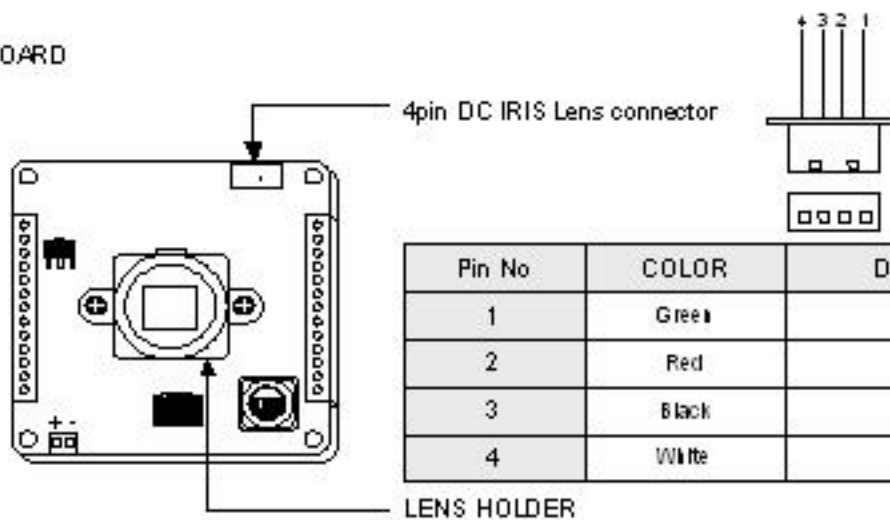 OARD
4 3 2 1
4pin DC IRIS Lens connector
Pin No COLOR D
1 Green
2 Red
3 Black
4 White
+ -
LENS HOLDER